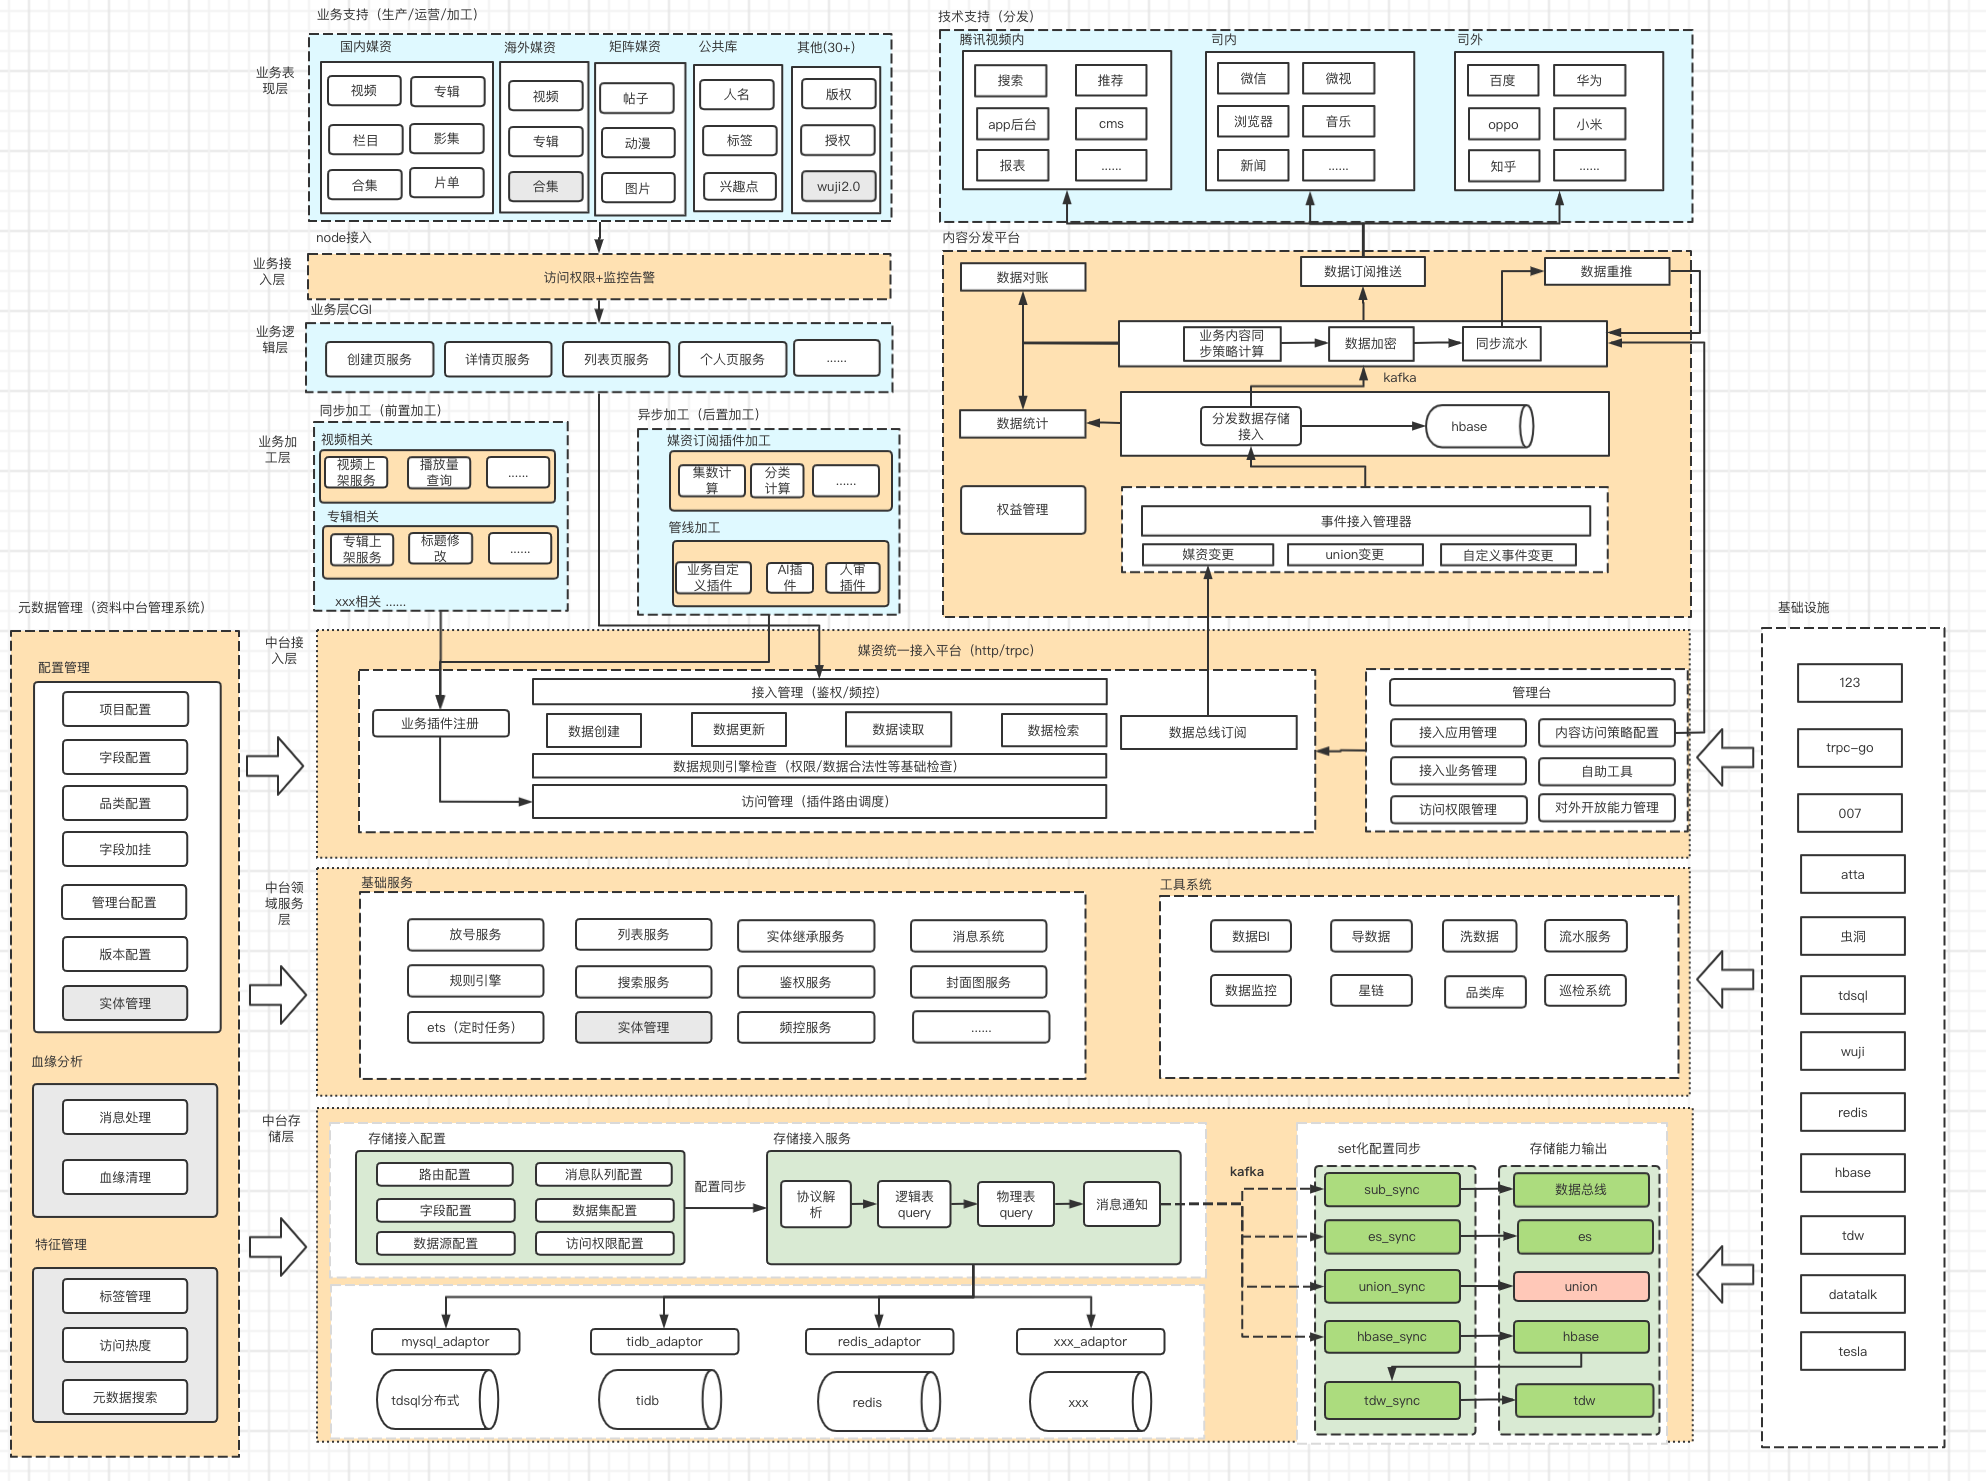 业务支持（生产/运营/加工）
业务表
现层
国内媒资
视频
专辑
栏目
影集
合集
片单
海外媒资
视频
专辑
合集
矩阵媒资
帖子
动漫
图片
公共库
人名
标签
兴趣点
其他(30+)
版权
授权
wuji2.0
node接入
业务接
入层
访问权限+监控告警
业务层CGI
业务逻
辑层
创建页服务
详情页服务
列表页服务
个人页服务
......
业务加
工层
同步加工（前置加工）
视频相关
视频上
架服务
播放量
查询
......
专辑相关
专辑上
架服务
标题修
改
......
xxx相关 ......
异步加工（后置加工）
媒资订阅插件加工
集数计
算
分类
计算
......
管线加工
业务自定
义插件
AI插
件
人审
插件
技术支持（分发）
腾讯视频内
搜索
推荐
app后台
cms
报表
......
司内
微信
微视
浏览器
音乐
新闻
......
司外
百度
华为
oppo
小米
知乎
......
内容分发平台
数据对账
数据订阅推送
数据重推
业务内容同
步策略计算
数据加密
同步流水
kafka
数据统计
分发数据存储
接入
hbase
权益管理
事件接入管理器
媒资变更
union变更
自定义事件变更
元数据管理（资料中台管理系统）
配置管理
项目配置
字段配置
品类配置
字段加挂
管理台配置
版本配置
实体管理
血缘分析
消息处理
血缘清理
特征管理
标签管理
访问热度
元数据搜索
中台接
入层
媒资统一接入平台（http/trpc）
业务插件注册
接入管理（鉴权/频控）
数据创建
数据更新
数据读取
数据检索
数据规则引擎检查（权限/数据合法性等基础检查）
访问管理（插件路由调度）
数据总线订阅
管理台
接入应用管理
内容访问策略配置
接入业务管理
自助工具
访问权限管理
对外开放能力管理
中台领
域服务
层
基础服务
放号服务
列表服务
实体继承服务
消息系统
规则引擎
搜索服务
鉴权服务
封面图服务
ets（定时任务）
实体管理
频控服务
......
工具系统
数据BI
导数据
洗数据
流水服务
数据监控
星链
品类库
巡检系统
中台存
储层
存储接入配置
路由配置
消息队列配置
字段配置
数据集配置
数据源配置
访问权限配置
配置同步
存储接入服务
协议解
析
逻辑表
query
物理表
query
消息通知
kafka
mysql_adaptor
tidb_adaptor
redis_adaptor
xxx_adaptor
tdsql分布式
tidb
redis
xxx
set化配置同步
存储能力输出
sub_sync
数据总线
es_sync
es
union_sync
union
hbase_sync
hbase
tdw_sync
tdw
基础设施
123
trpc-go
007
atta
虫洞
tdsql
wuji
redis
hbase
tdw
datatalk
tesla